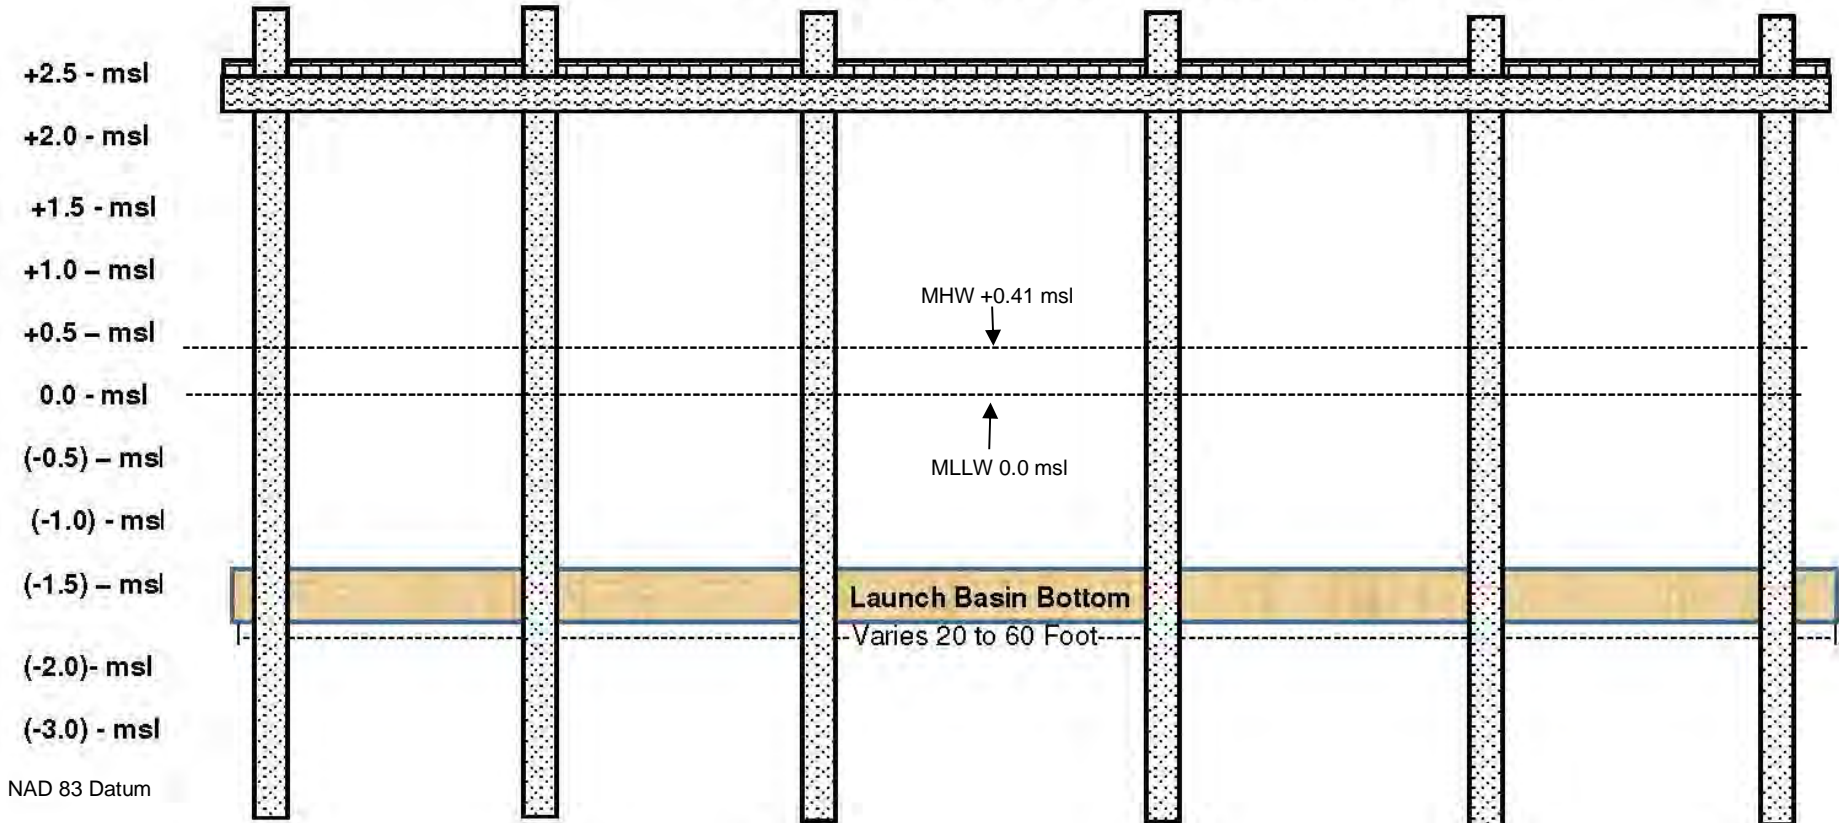 +2.5 - msl
+2.0 - msl
+1.5 - msl
+1.0 – msl
MHW +0.41 msl
+0.5 – msl
0.0 - msl
(-0.5) – msl
MLLW 0.0 msl
(-1.0) - msl
(-1.5) – msl
Launch Basin Bottom
Varies 20 to 60 Foot
(-2.0)- msl
(-3.0) - msl
NAD 83 Datum